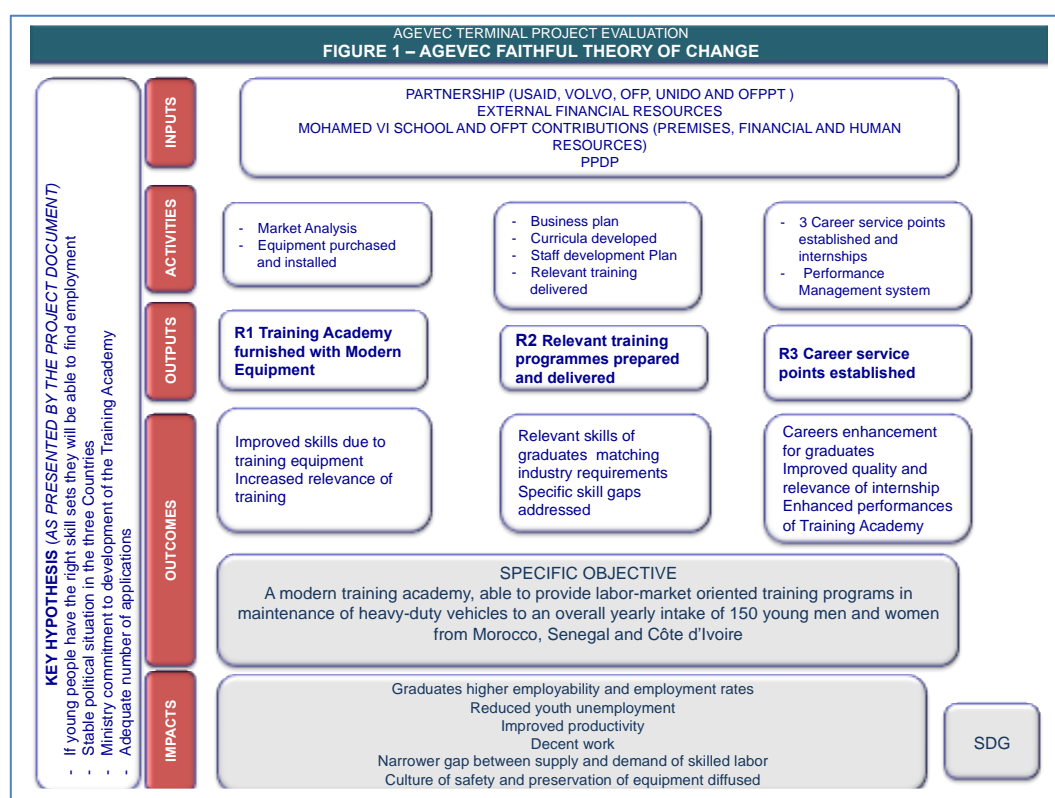 AGEVEC TERMINAL PROJECT EVALUATION
FIGURE 1 – AGEVEC FAITHFUL THEORY OF CHANGE
KEY HYPOTHESIS (AS PRESENTED BY THE PROJECT DOCUMENT)
- If young people have the right skill sets they will be able to find employment
- Stable political situation in the three Countries
- Ministry commitment to development of the Training Academy
- Adequate number of applications
INPUTS
PARTNERSHIP (USAID, VOLVO, OFP, UNIDO AND OFPPT )
EXTERNAL FINANCIAL RESOURCES
MOHAMED VI SCHOOL AND OFPT CONTRIBUTIONS (PREMISES, FINANCIAL AND HUMAN
RESOURCES)
PPDP
ACTIVITIES
- Market Analysis
- Equipment purchased
and installed
- Business plan
- Curricula developed
- Staff development Plan
- Relevant training
delivered
- 3 Career service points
established and
internships
- Performance
Management system
OUTPUTS
R1 Training Academy
furnished with Modern
Equipment
R2 Relevant training
programmes prepared
and delivered
R3 Career service
points established
OUTCOMES
Improved skills due to
training equipment
Increased relevance of
training
Relevant skills of
graduates matching
industry requirements
Specific skill gaps
addressed
Careers enhancement
for graduates
Improved quality and
relevance of internship
Enhanced performances
of Training Academy
SPECIFIC OBJECTIVE
A modern training academy, able to provide labor-market oriented training programs in
maintenance of heavy-duty vehicles to an overall yearly intake of 150 young men and women
from Morocco, Senegal and Côte d'Ivoire
IMPACTS
Graduates higher employability and employment rates
Reduced youth unemployment
Improved productivity
Decent work
Narrower gap between supply and demand of skilled labor
Culture of safety and preservation of equipment diffused
SDG